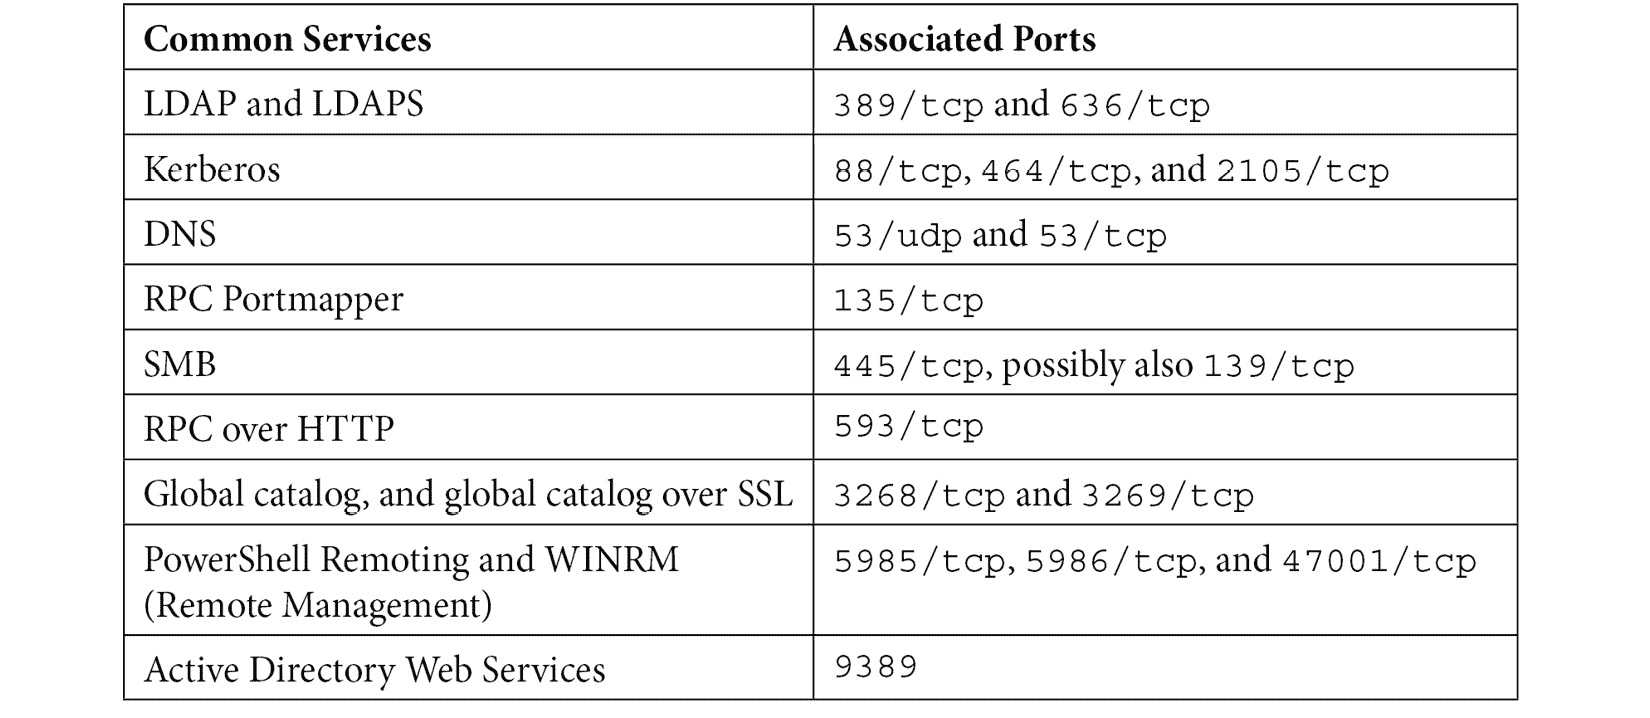 Common Services Associated Ports
LDAP and LDAPS 389/tcp and 636/tcp
Kerberos 88/tcp, 464/tcp, and 2105/tcp
DNS 53/udp and 53/tcp
RPC Portmapper 135/tcp
SMB 445/tcp, possibly also 139/tcp
RPC over HTTP 593/tcp
Global catalog, and global catalog over SSL 3268/tcp and 3269/tcp
PowerShell Remoting and WINRM 5985/tcp, 5986/tcp, and 47001/tcp
(Remote Management)
Active Directory Web Services 9389